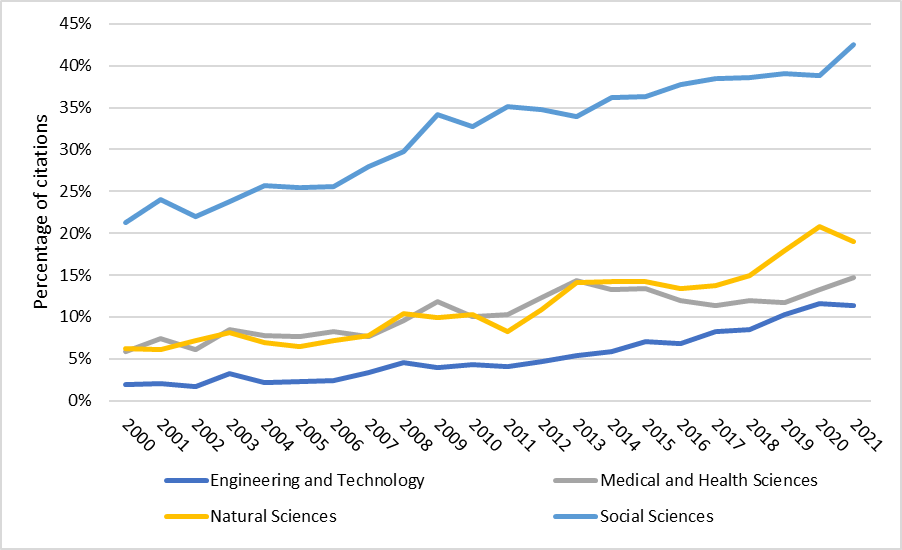 45%
40%
35%
30%
25%
20%
15%
10%
5%
0%
Percentage of citations
2000 2001 2002 2003 2004 2005 2006 2007 2008 2009 2010 2011 2012 2013 2014 2015 2016 2017 2018 2019 2020 2021
Engineering and Technology
Medical and Health Sciences
Natural Sciences
Social Sciences